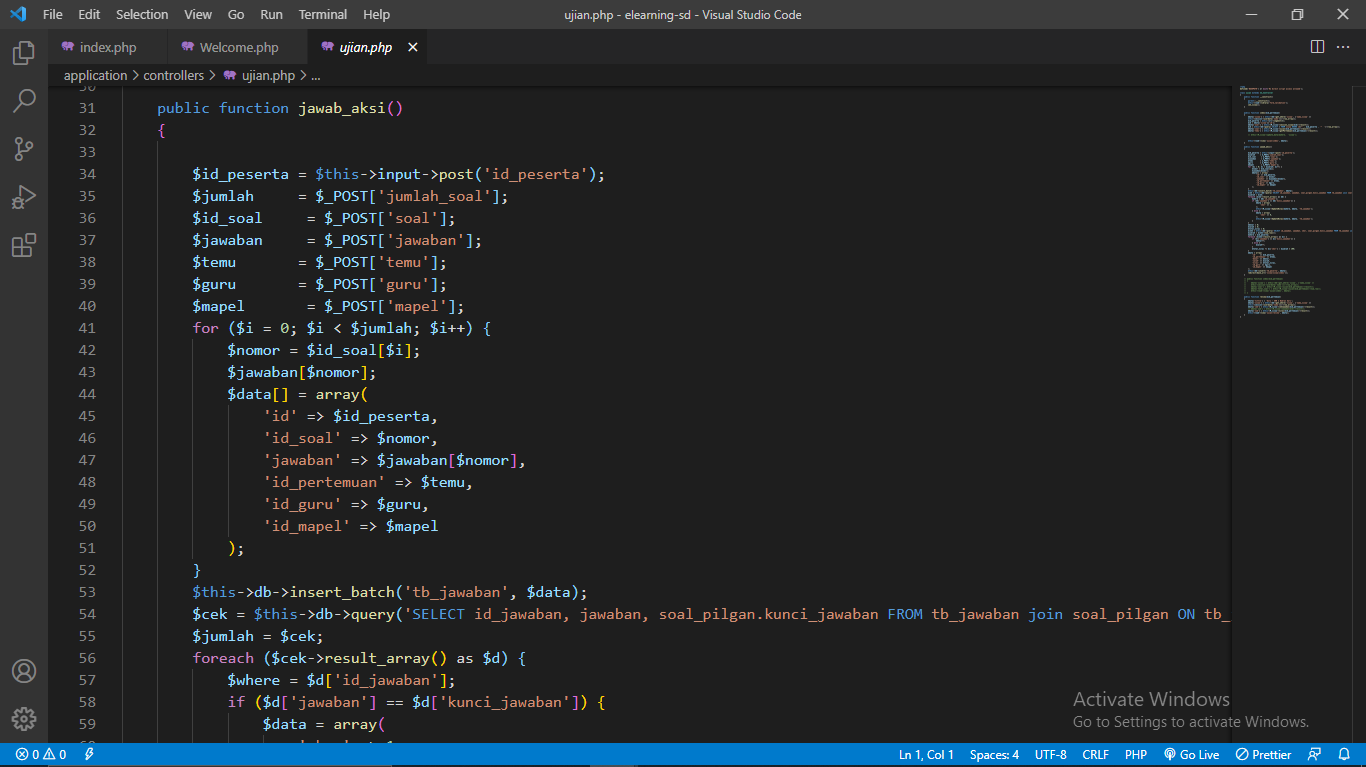 File Edit Selection View Go Run Terminal Help ujian.php - elearning-sd - Visual Studio Code
index.php Welcome.php ujian.php
application > controllers > ujian.php > ...
30
31 public function jawab_aksi()
32 {
33
34 $id_peserta = $this->input->post('id_peserta');
35 $jumlah = $_POST['jumlah_soal'];
36 $id_soal = $_POST['soal'];
37 $jawaban = $_POST['jawaban'];
38 $temu = $_POST['temu'];
39 $guru = $_POST['guru'];
40 $mapel = $_POST['mapel'];
41 for ($i = 0; $i < $jumlah; $i++) {
42 $nomor = $id_soal[$i];
43 $jawaban[$nomor];
44 $data[] = array(
45 'id' => $id_peserta,
46 'id_soal' => $nomor,
47 'jawaban' => $jawaban[$nomor],
48 'id_pertemuan' => $temu,
49 'id_guru' => $guru,
50 'id_mapel' => $mapel
51 );
52 }
53 $this->db->insert_batch('tb_jawaban', $data);
54 $cek = $this->db->query('SELECT id_jawaban, jawaban, soal_pilgan.kunci_jawaban FROM tb_jawaban join soal_pilgan ON tb_
55 $jumlah = $cek;
56 foreach ($cek->result_array() as $d) {
57 $where = $d['id_jawaban'];
58 if ($d['jawaban'] == $d['kunci_jawaban']) {
59 $data = array(
Activate Windows
Go to Settings to activate Windows.
0 0 Ln 1, Col 1 Spaces: 4 UTF-8 CRLF PHP Go Live Prettier